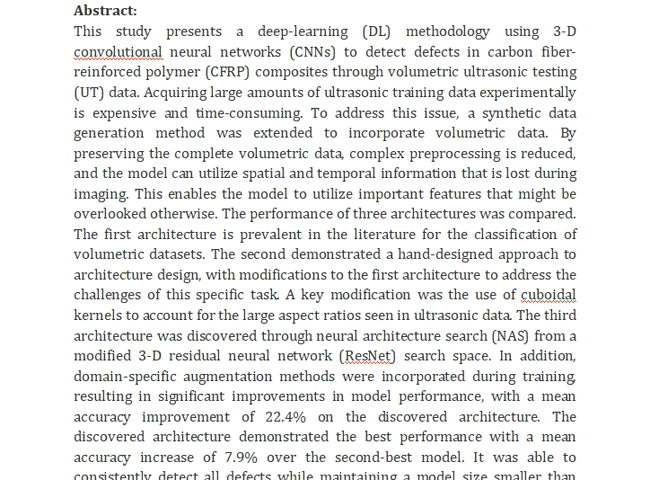 Abstract:
This study presents a deep-learning (DL) methodology using 3-D
convolutional neural networks (CNNs) to detect defects in carbon fiber-
reinforced polymer (CFRP) composites through volumetric ultrasonic testing
(UT) data. Acquiring large amounts of ultrasonic training data experimentally
is expensive and time-consuming. To address this issue, a synthetic data
generation method was extended to incorporate volumetric data. By
preserving the complete volumetric data, complex preprocessing is reduced,
and the model can utilize spatial and temporal information that is lost during
imaging. This enables the model to utilize important features that might be
overlooked otherwise. The performance of three architectures was compared.
The first architecture is prevalent in the literature for the classification of
volumetric datasets. The second demonstrated a hand-designed approach to
architecture design, with modifications to the first architecture to address the
challenges of this specific task. A key modification was the use of cuboidal
kernels to account for the large aspect ratios seen in ultrasonic data. The third
architecture was discovered through neural architecture search (NAS) from a
modified 3-D residual neural network (ResNet) search space. In addition,
domain-specific augmentation methods were incorporated during training,
resulting in significant improvements in model performance, with a mean
accuracy improvement of 22.4% on the discovered architecture. The
discovered architecture demonstrated the best performance with a mean
accuracy increase of 7.9% over the second-best model. It was able to
consistently detect all defects while maintaining a model size smaller than